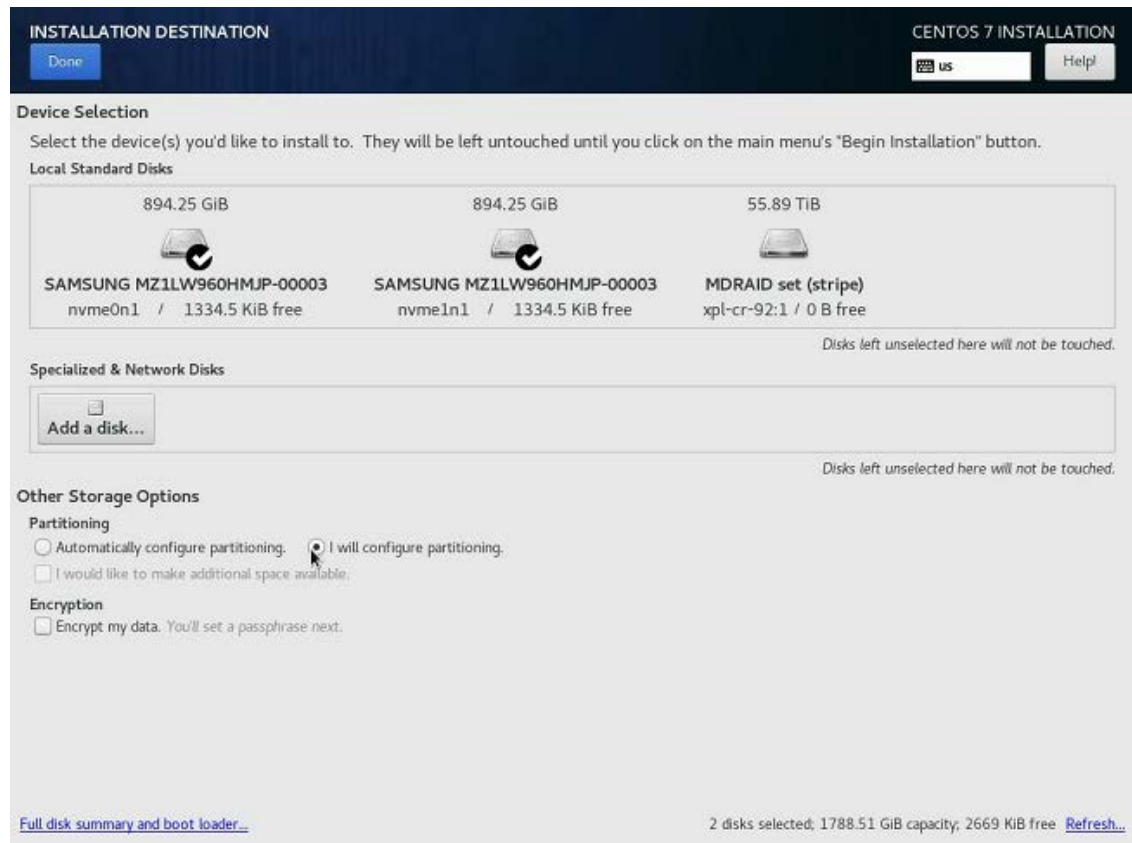 INSTALLATION DESTINATION
CENTOS 7 INSTALLATION
Done
us
Help!
Device Selection
Select the device(s) you'd like to install to. They will be left untouched until you click on the main menu's "Begin Installation" button.
Local Standard Disks
894.25 GiB
894.25 GiB
55.89 TiB
SAMSUNG MZ1LW960HMJP-00003
SAMSUNG MZ1LW960HMJP-00003
MDRAID set (stripe)
nvme0n1 / 1334.5 KiB free
nvme1n1 / 1334.5 KiB free
xpl-cr-92:1 / 0 B free
Disks left unselected here will not be touched.
Specialized & Network Disks
Add a disk...
Disks left unselected here will not be touched.
Other Storage Options
Partitioning
Automatically configure partitioning. I will configure partitioning.
I would like to make additional space available.
Encryption
Encrypt my data. You'll set a passphrase next.
Full disk summary and boot loader...
2 disks selected; 1788.51 GiB capacity; 2669 KiB free Refresh...